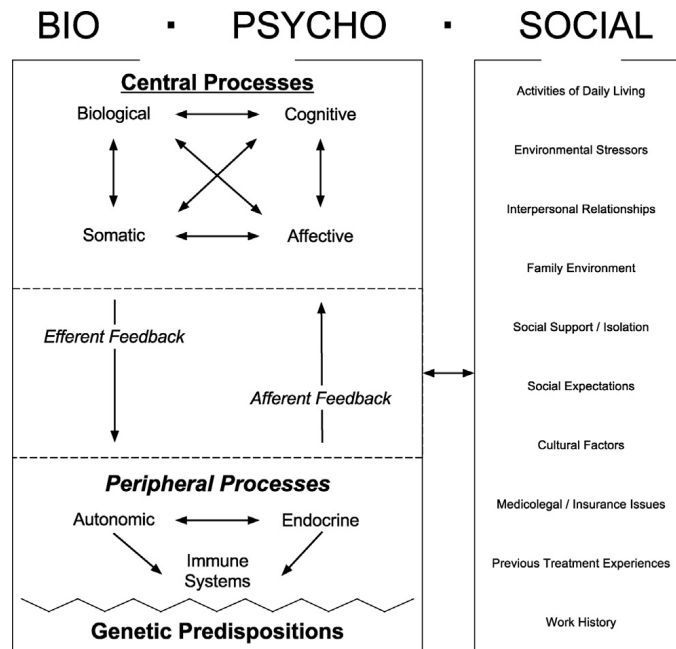 BIO · PSYCHO · SOCIAL
Central Processes
Biological Cognitive
Somatic Affective
Efferent Feedback
Afferent Feedback
Peripheral Processes
Autonomic Endocrine
Immune
Systems
Genetic Predispositions
Activities of Daily Living
Environmental Stressors
Interpersonal Relationships
Family Environment
Social Support / Isolation
Social Expectations
Cultural Factors
Medicolegal / Insurance Issues
Previous Treatment Experiences
Work History